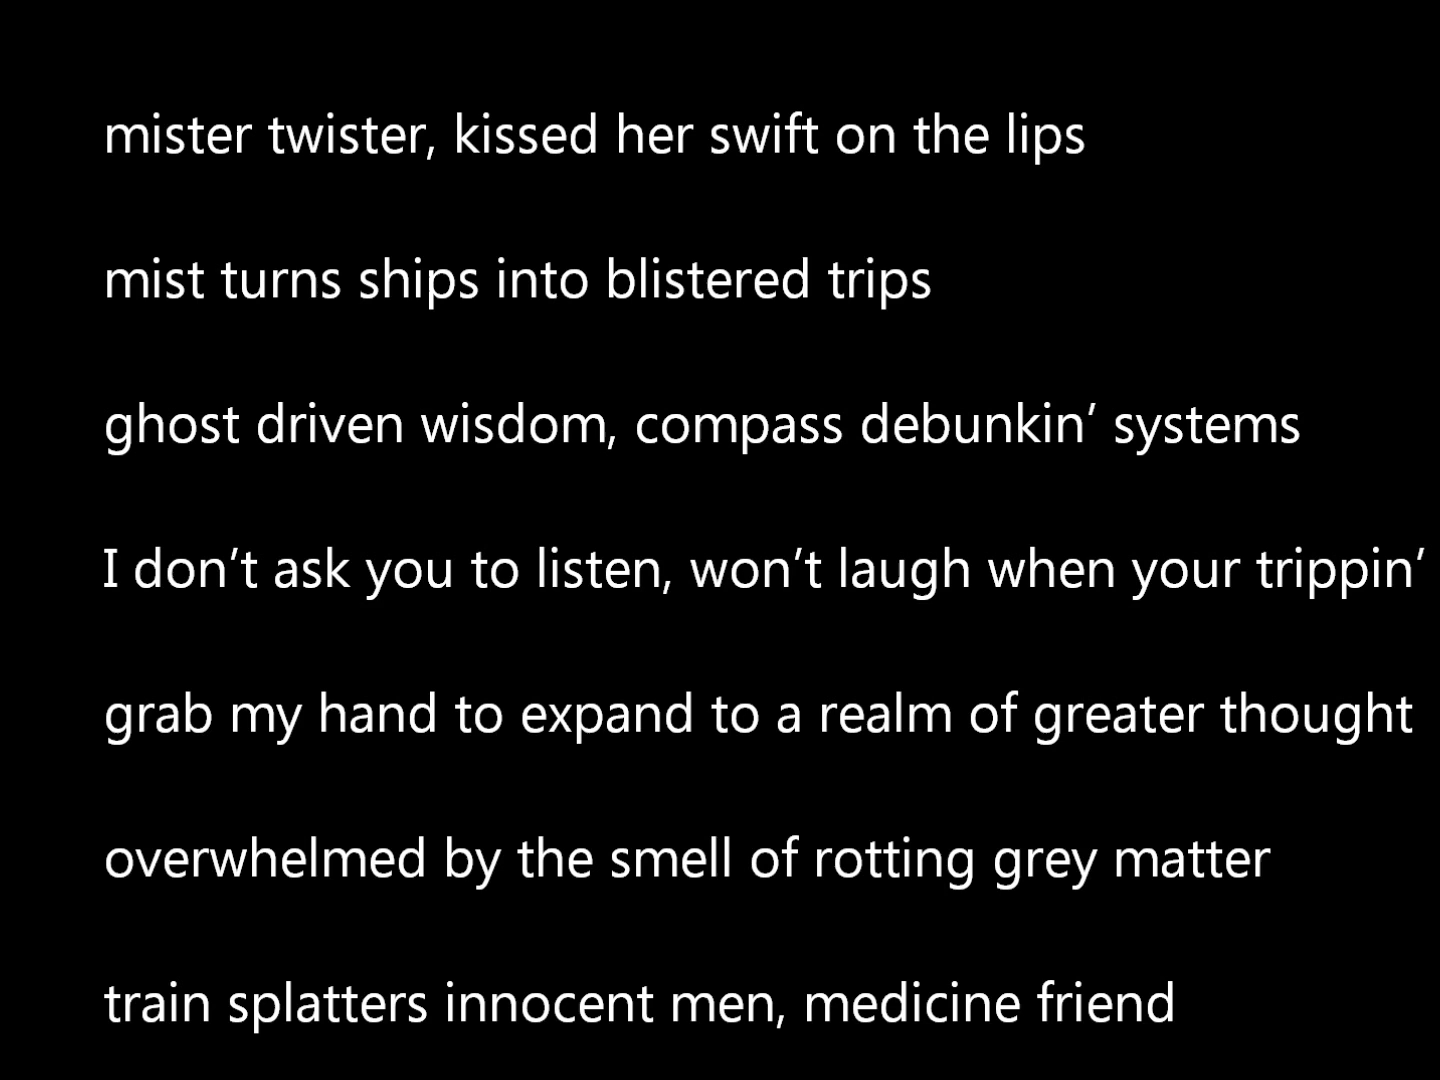 mister twister, kissed her swift on the lips
mist turns ships into blistered trips
ghost driven wisdom, compass debunkin’ systems
I don’t ask you to listen, won’t laugh when your trippin’
grab my hand to expand to a realm of greater thought
overwhelmed by the smell of rotting grey matter
train splatters innocent men, medicine friend